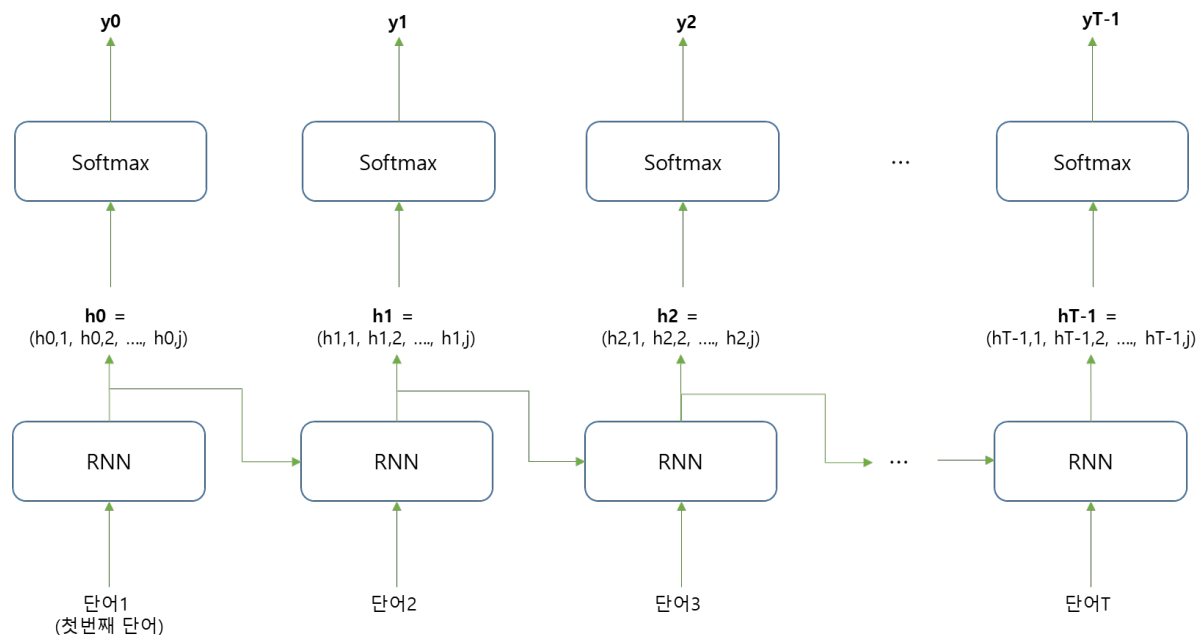 y0 y1 y2 yT-1
Softmax Softmax Softmax ... Softmax
h0 = h1 = h2 = hT-1 =
(h0,1, h0,2, ...., h0,j) (h1,1, h1,2, ...., h1,j) (h2,1, h2,2, ...., h2,j) (hT-1,1, hT-1,2, ...., hT-1,j)
RNN RNN RNN ... RNN
단어1 단어2 단어3 단어T
(첫번째 단어)